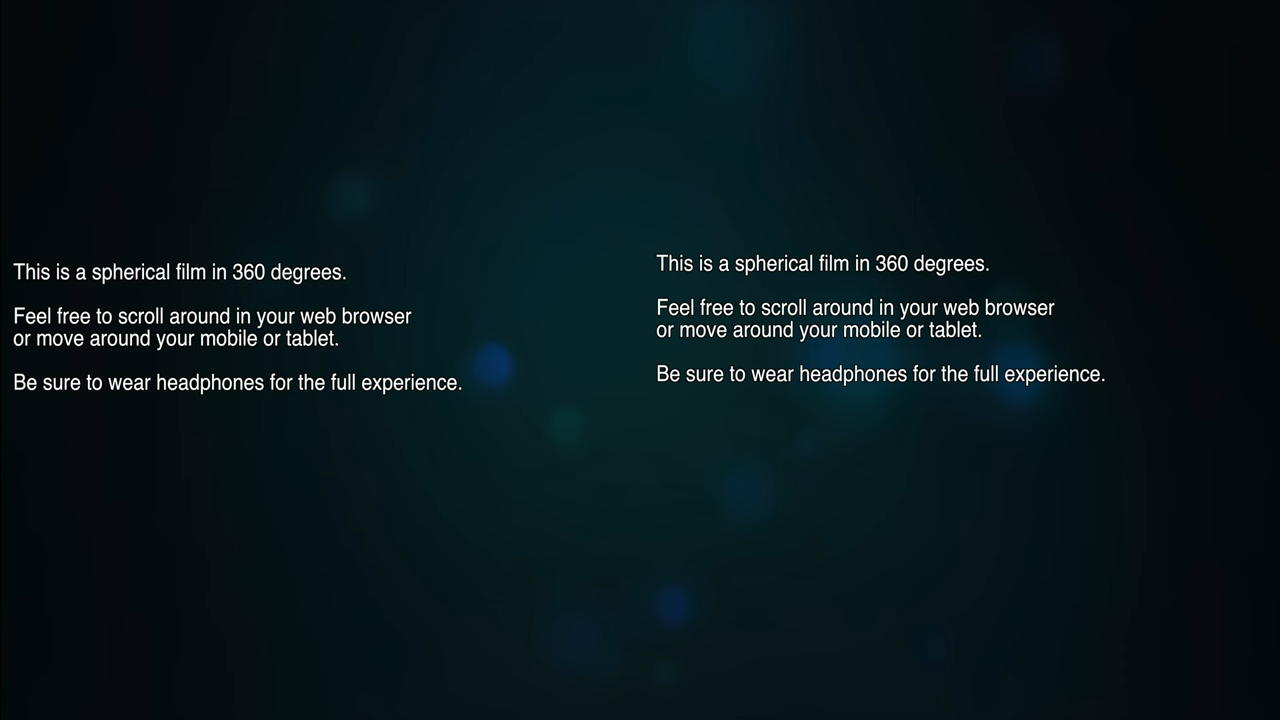 This is a spherical film in 360 degrees.
Feel free to scroll around in your web browser
or move around your mobile or tablet.
Be sure to wear headphones for the full experience.
This is a spherical film in 360 degrees.
Feel free to scroll around in your web browser
or move around your mobile or tablet.
Be sure to wear headphones for the full experience.